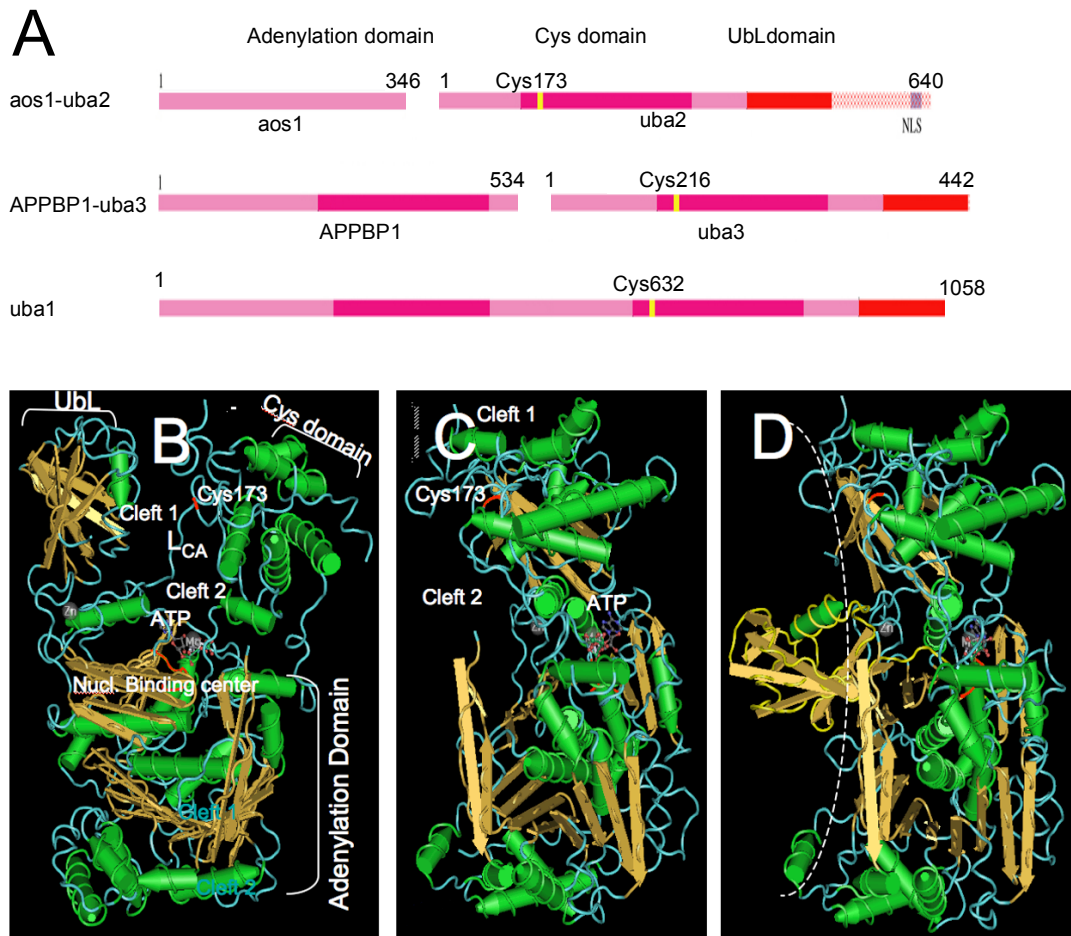 A
Adenylation domain Cys domain UbLdomain
346 1 Cys173 640
aos1-uba2
aos1 uba2 NLS
534 1 Cys216 442
APPBP1-uba3
APPBP1 uba3
1 Cys632 1058
uba1
UbL Cys domain B
Cys173
Cleft 1
LCA
Cleft 2
Zn ATP
Mg
Nucl. Binding center
Adenylation Domain
Cleft 1
Cleft 2
C Cleft 1
Cys173
Cleft 2 ATP
Zn
D
Zn